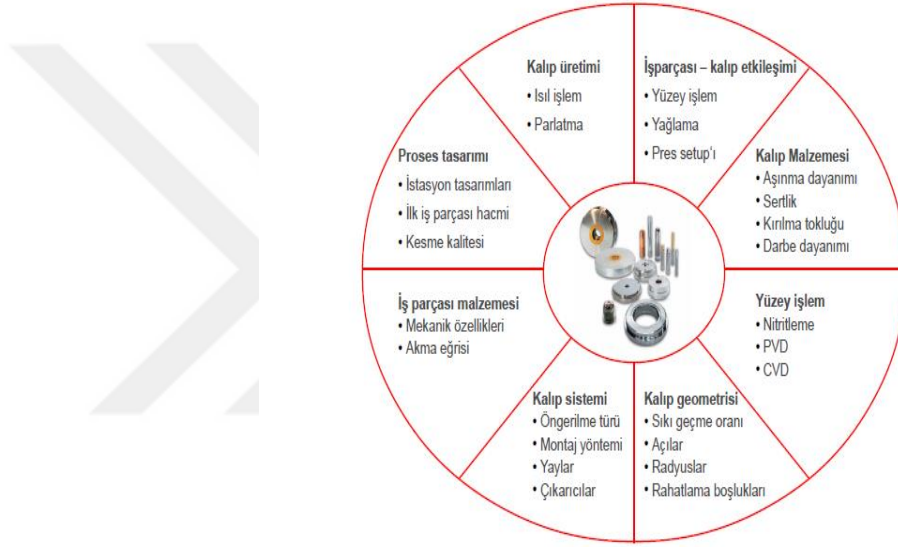 Kalıp üretimi
• Isıl işlem
• Parlatma
İşparçası – kalıp etkileşimi
• Yüzey işlem
• Yağlama
• Pres setup'ı
Kalıp Malzemesi
• Aşınma dayanımı
• Sertlik
• Kırılma tokluğu
• Darbe dayanımı
Yüzey işlem
• Nitritleme
• PVD
• CVD
Kalıp geometrisi
• Sıkı geçme oranı
• Açılar
• Radyuslar
• Rahatlama boşlukları
Kalıp sistemi
• Öngerilme türü
• Montaj yöntemi
• Yaylar
• Çıkarıcılar
İş parçası malzemesi
• Mekanik özellikleri
• Akma eğrisi
Proses tasarımı
• İstasyon tasarımları
• İlk iş parçası hacmi
• Kesme kalitesi